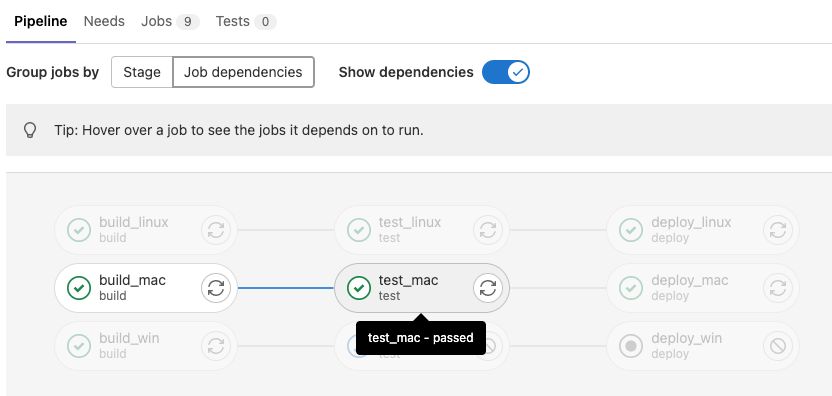 Pipeline Needs Jobs 9 Tests 0
Group jobs by Stage Job dependencies Show dependencies
Tip: Hover over a job to see the jobs it depends on to run.
build_linux test_linux deploy_linux
build test deploy
build_mac test_mac deploy_mac
build test deploy
build_win deploy_win
test_mac - passed
build test deploy